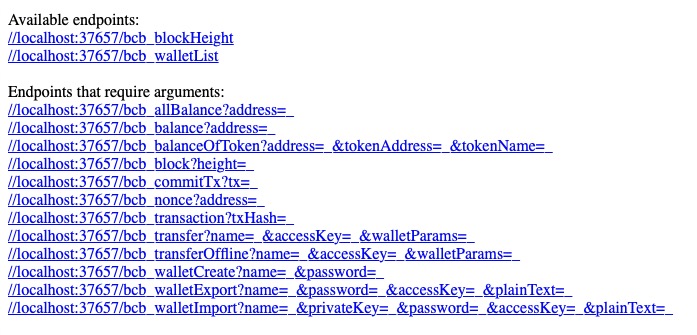 Available endpoints:
//localhost:37657/bcb_blockHeight
//localhost:37657/bcb_walletList
Endpoints that require arguments:
//localhost:37657/bcb_allBalance?address=_
//localhost:37657/bcb_balance?address=_
//localhost:37657/bcb_balanceOfToken?address=_&tokenAddress=_&tokenName=_
//localhost:37657/bcb_block?height=_
//localhost:37657/bcb_commitTx?tx=_
//localhost:37657/bcb_nonce?address=_
//localhost:37657/bcb_transaction?txHash=_
//localhost:37657/bcb_transfer?name=_&accessKey=_&walletParams=_
//localhost:37657/bcb_transferOffline?name=_&accessKey=_&walletParams=_
//localhost:37657/bcb_walletCreate?name=_&password=_
//localhost:37657/bcb_walletExport?name=_&password=_&accessKey=_&plainText=_
//localhost:37657/bcb_walletImport?name=_&privateKey=_&password=_&accessKey=_&plainText=_